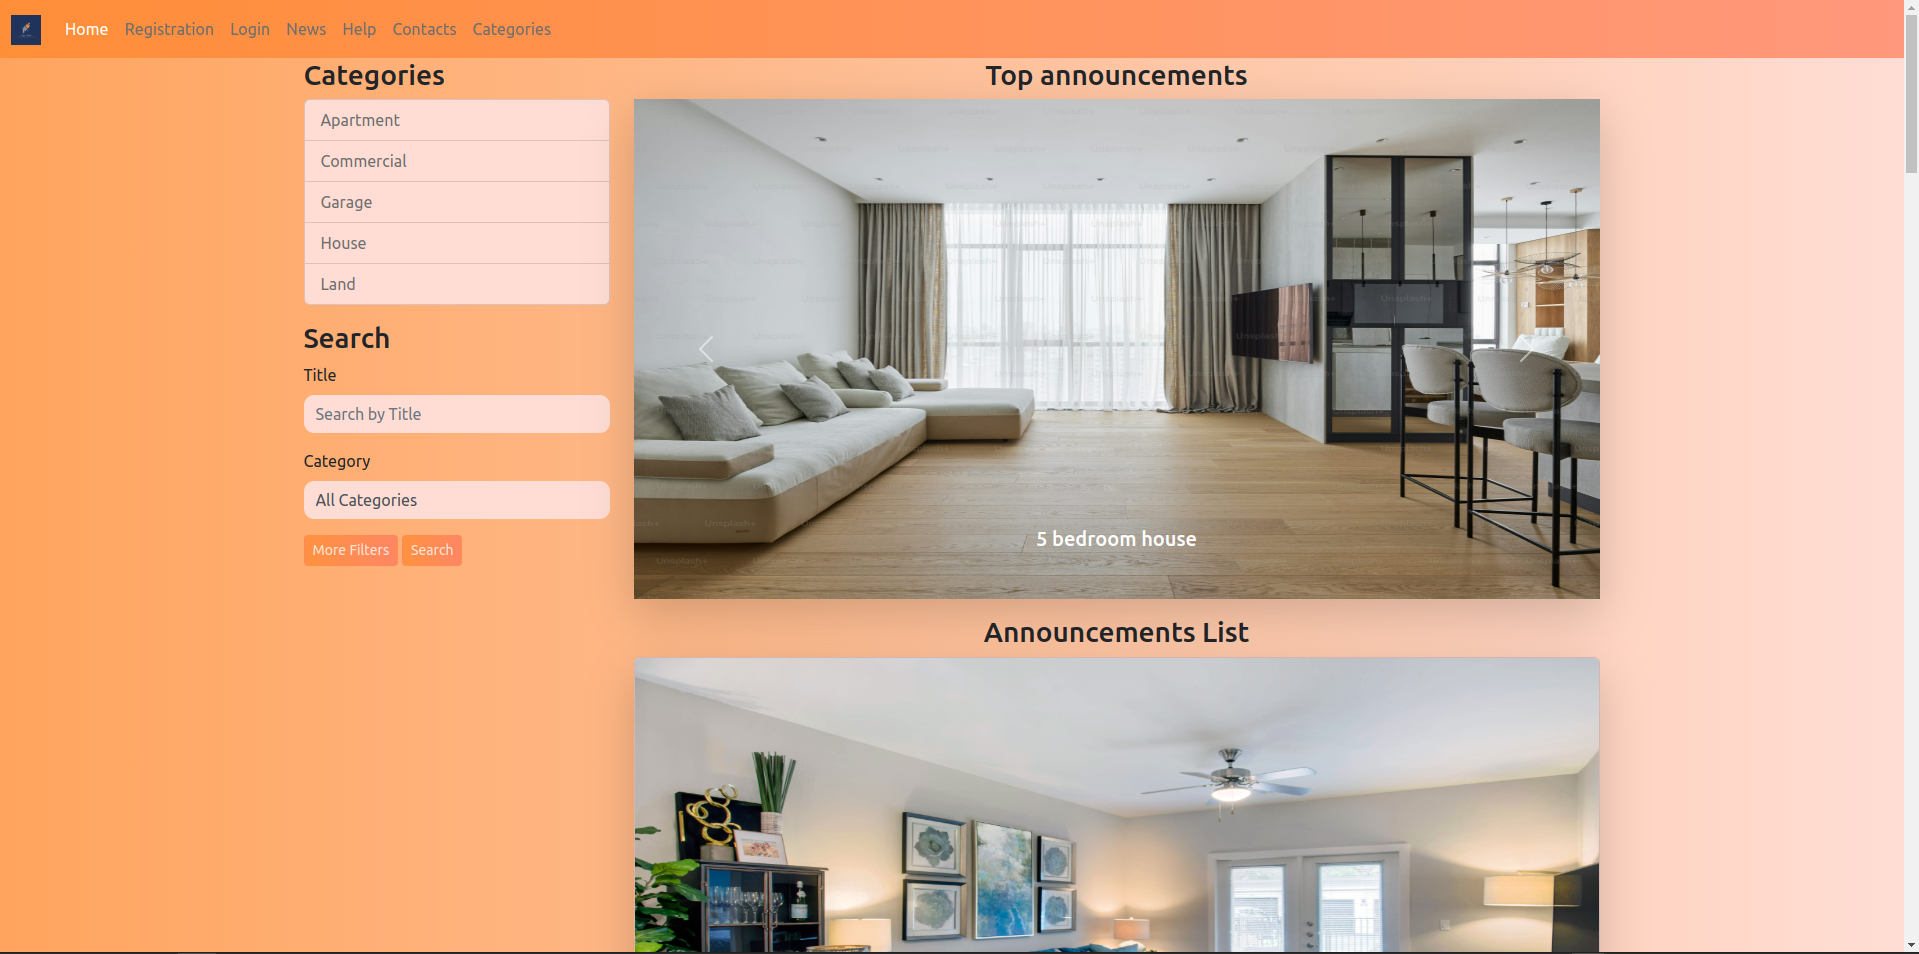 Home Registration Login News Help Contacts Categories
Categories
Apartment
Commercial
Garage
House
Land
Search
Title
Search by Title
Category
All Categories
More Filters Search
Top announcements
5 bedroom house
Announcements List